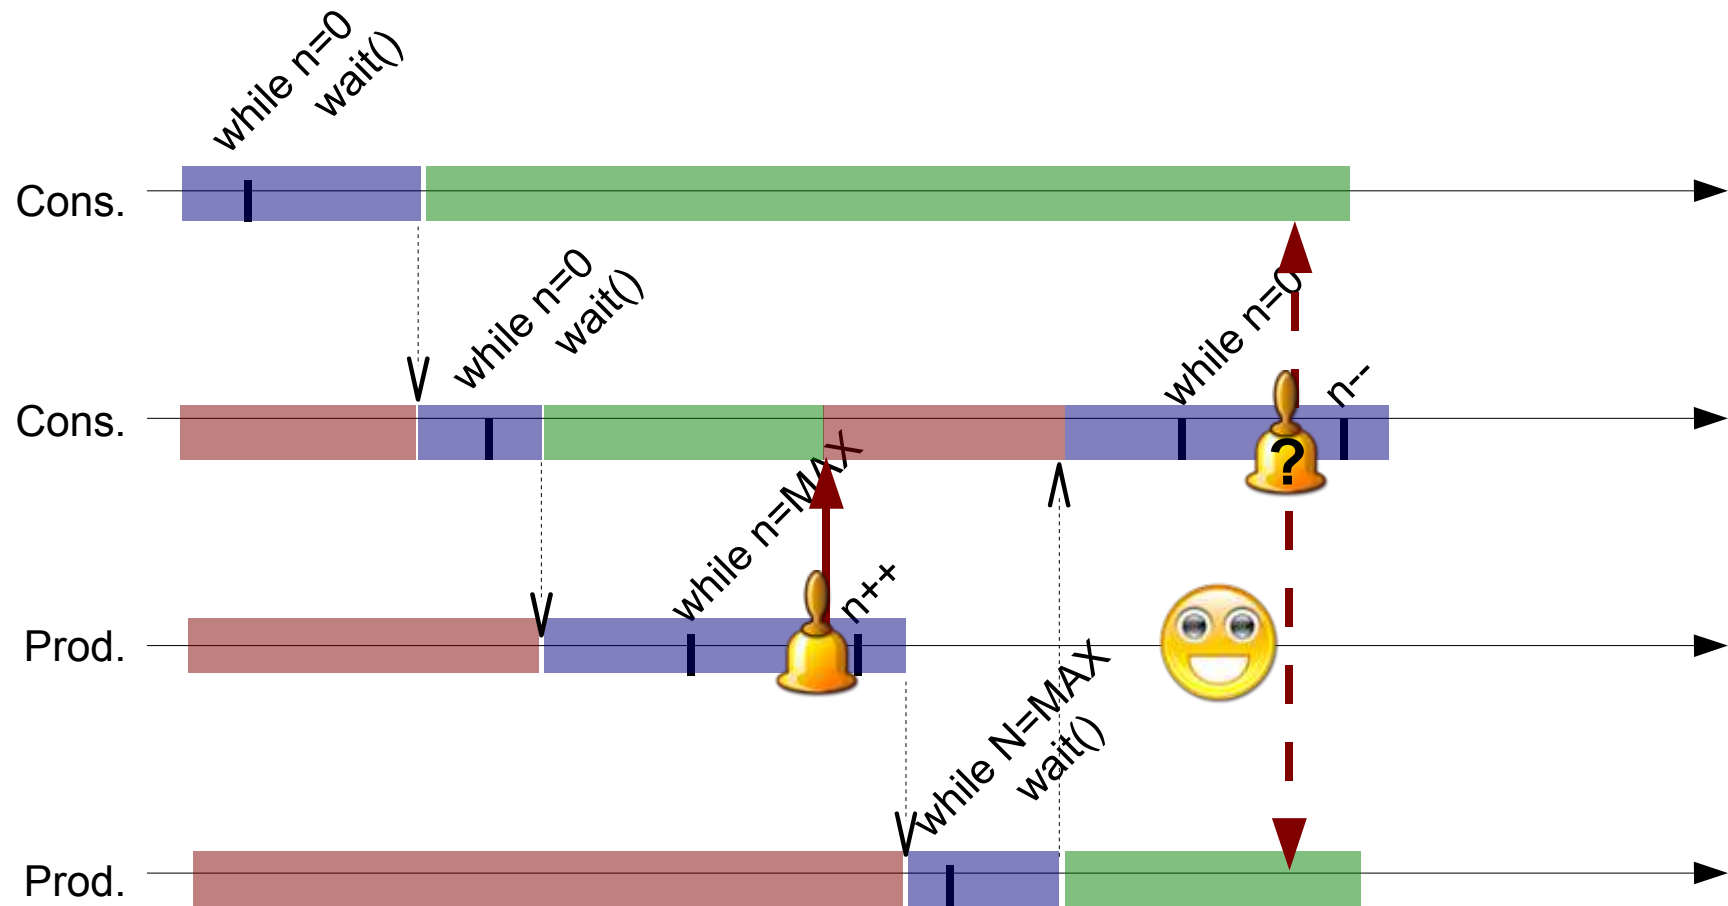 while n=0
wait()
Cons.
while n=0
wait()
while n=0
n--
Cons.
?
while n=MAX
n++
Prod.
while N=MAX
wait()
Prod.